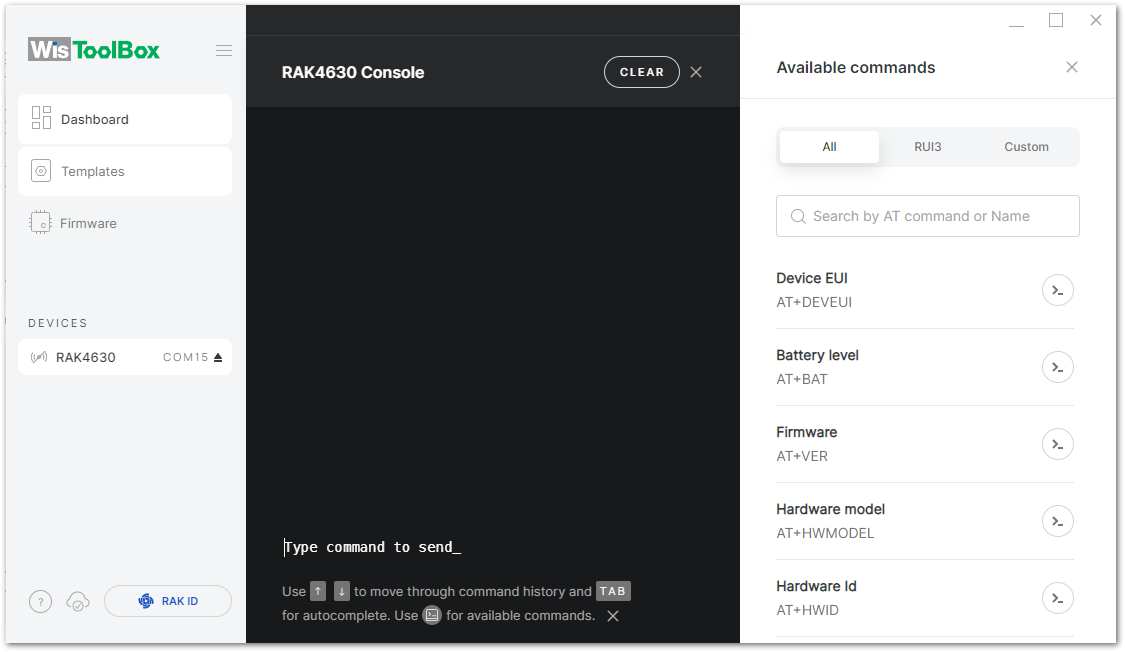 WisToolBox
Dashboard
Templates
Firmware
DEVICES
RAK4630 COM15
?
RAK ID
RAK4630 Console
CLEAR
Type command to send_
Use ↑ ↓ to move through command history and TAB
for autocomplete. Use for available commands.
Available commands
All RUI3 Custom
Search by AT command or Name
Device EUI
AT+DEVEUI
Battery level
AT+BAT
Firmware
AT+VER
Hardware model
AT+HWMODEL
Hardware Id
AT+HWID